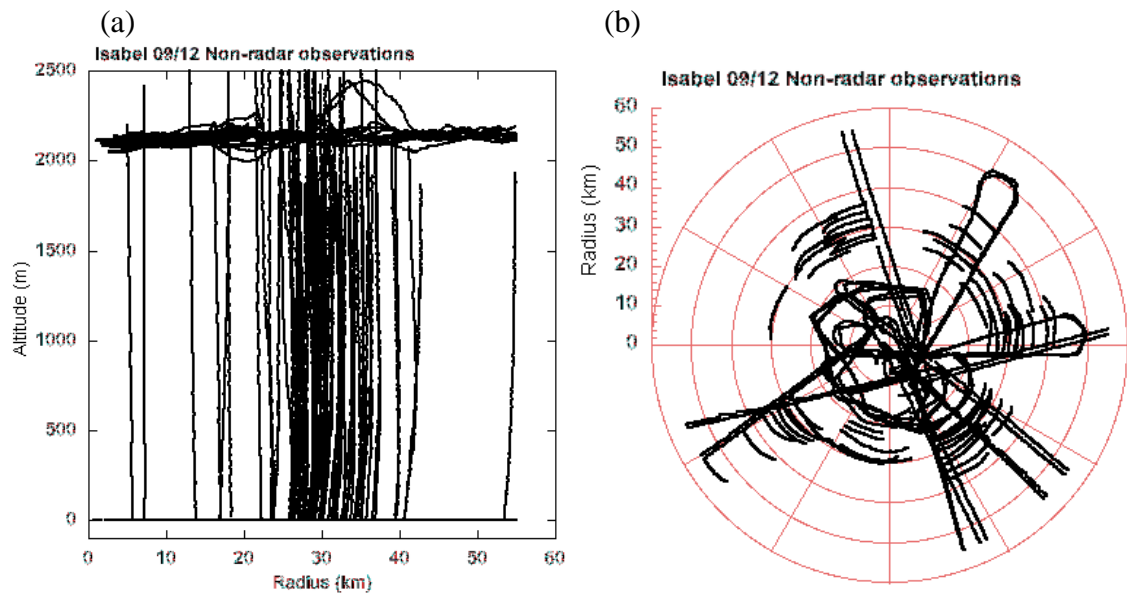 (a)
Isabel 09/12 Non-radar observations
2500
2000
1500
1000
500
0
Altitude (m)
0 10 20 30 40 50 60
Radius (km)
(b)
Isabel 09/12 Non-radar observations
60
50
40
30
20
10
0
Radius (km)